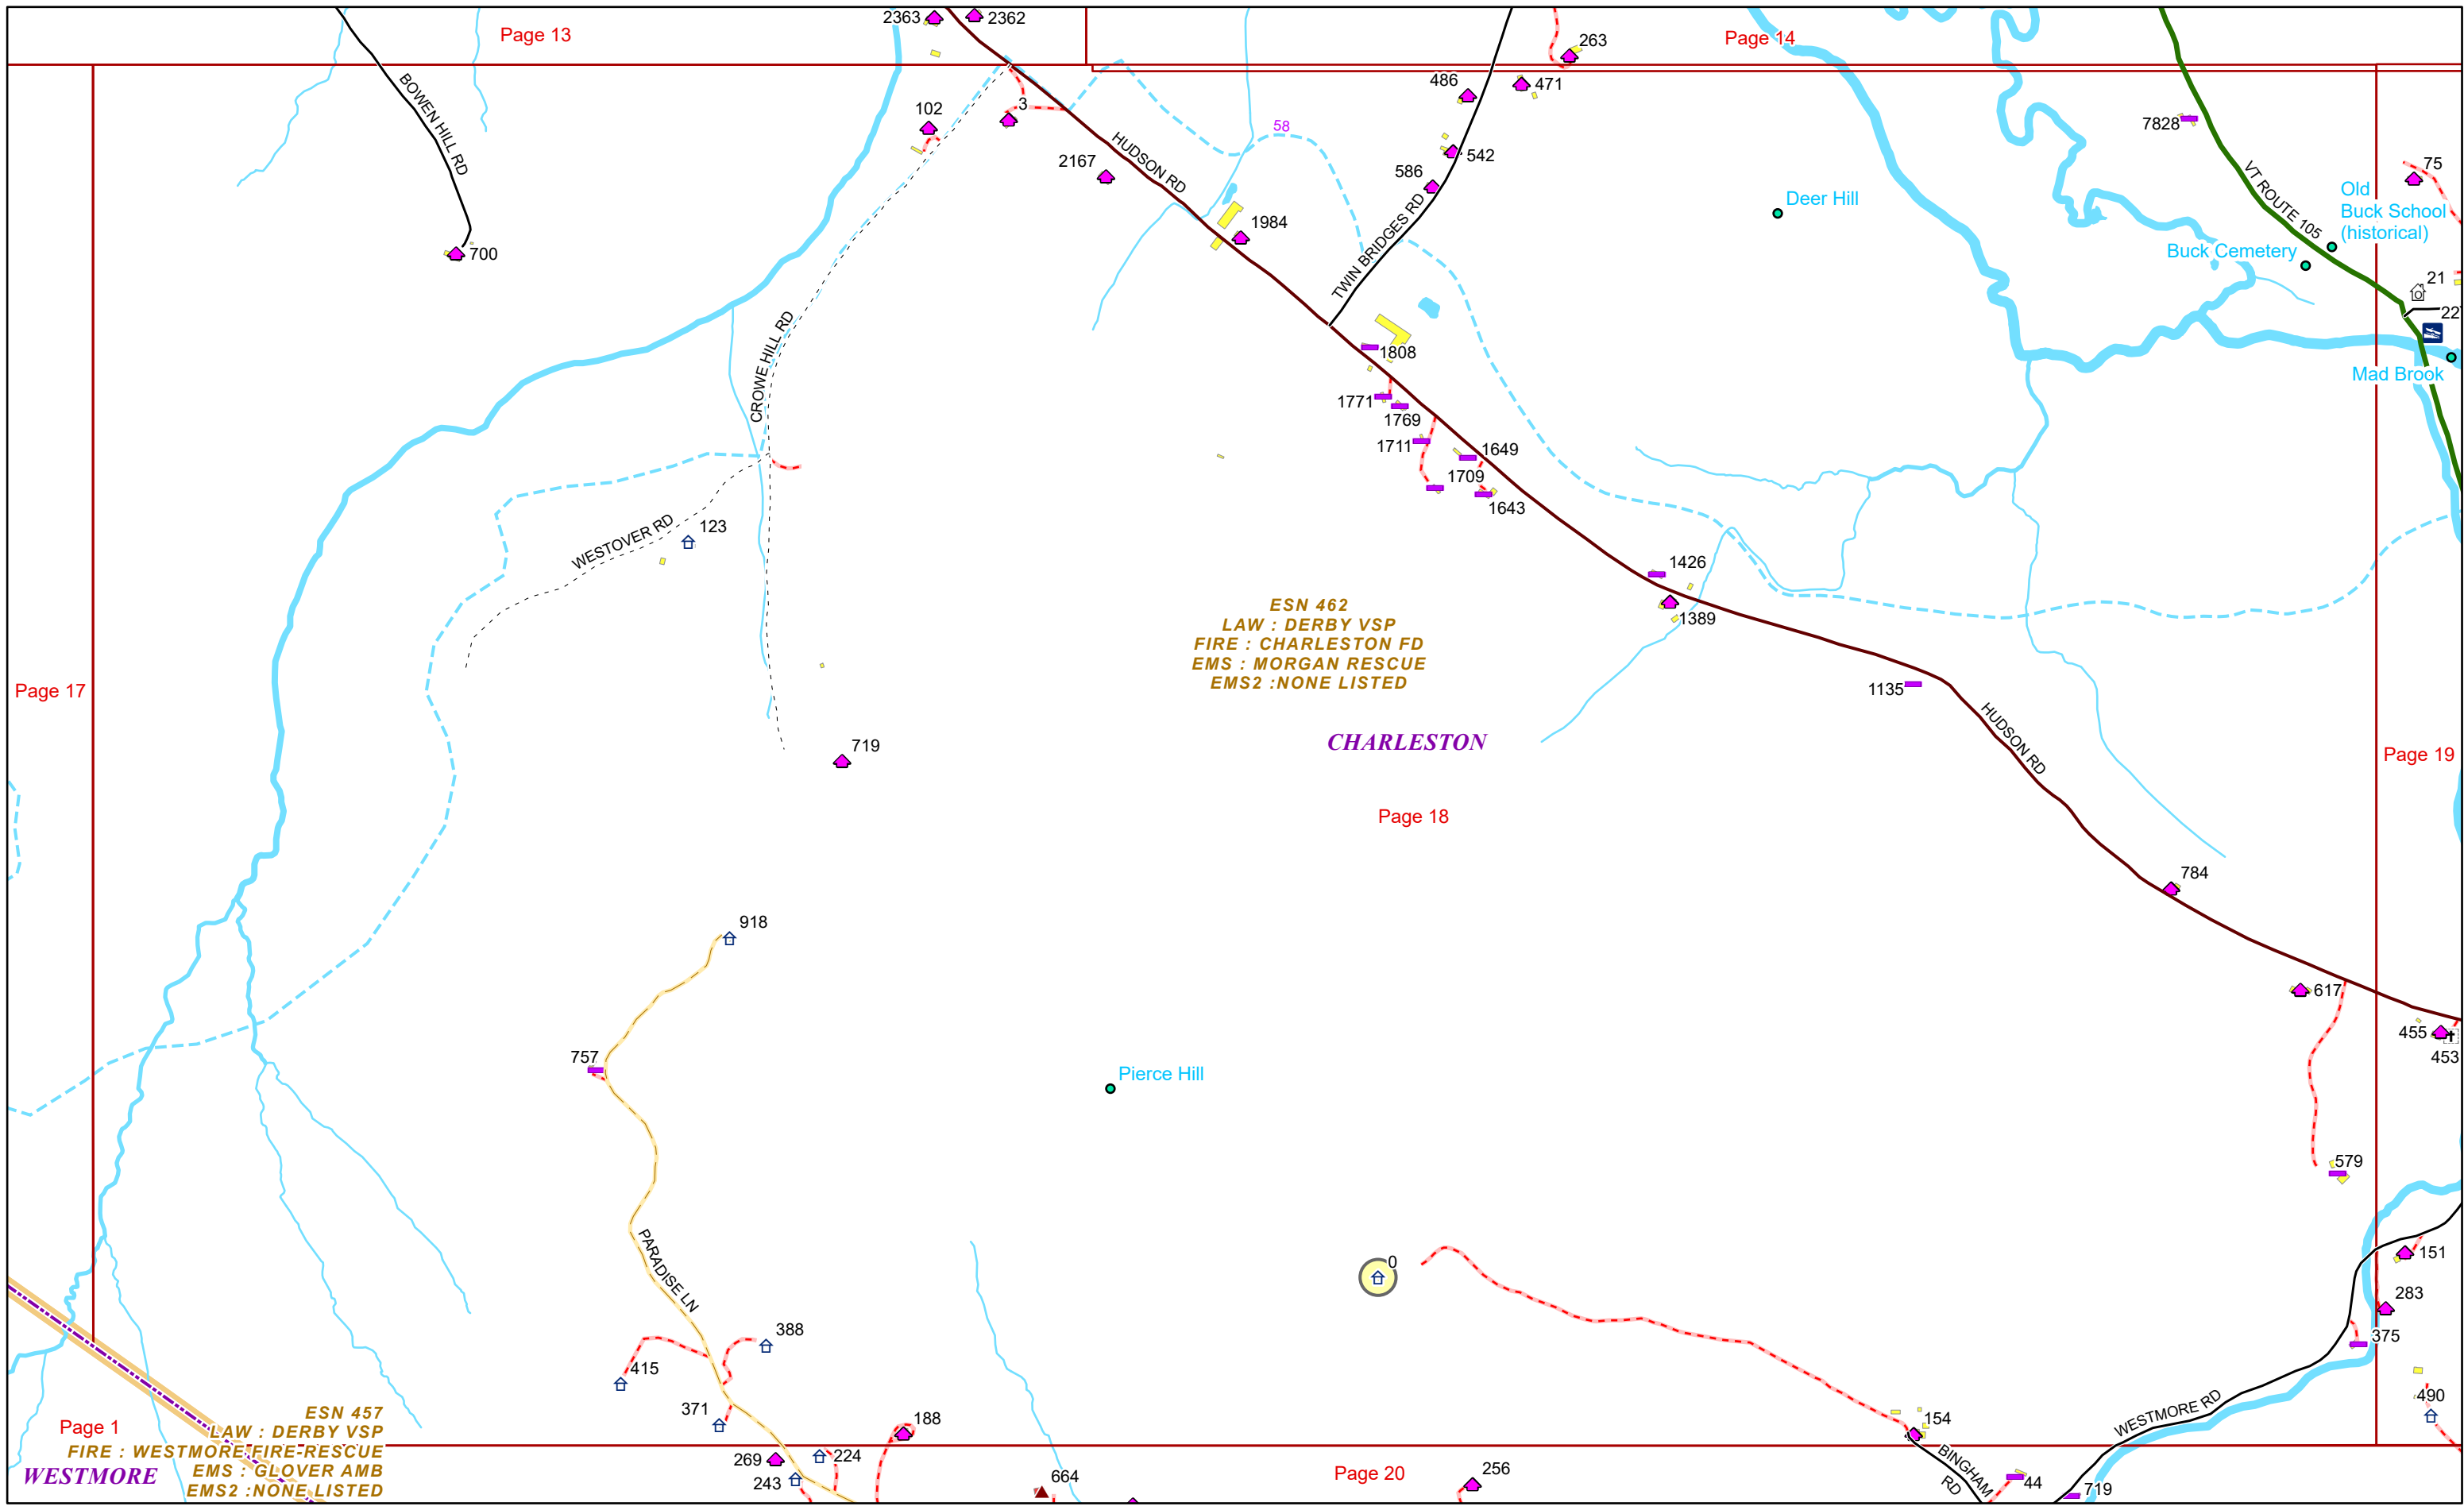 2363
2362
Page 13
263
Page 14
BOWEN HILL RD
486
471
102
3
7828
58
HUDSON RD
542
2167
586
VT ROUTE 105
75
Old
Buck School
(historical)
Deer Hill
1984
TWIN BRIDGES RD
700
Buck Cemetery
21
22
CROWE HILL RD
1808
Mad Brook
1771
1769
1711
1649
1709
1643
WESTOVER RD
123
1426
ESN 462
LAW : DERBY VSP
FIRE : CHARLESTON FD
EMS : MORGAN RESCUE
EMS2 :NONE LISTED
1389
Page 17
1135
HUDSON RD
719
CHARLESTON
Page 19
Page 18
784
918
617
455
453
757
Pierce Hill
579
PARADISE LN
0
151
283
388
375
415
371
188
154
WESTMORE RD
490
Page 1
ESN 457
LAW : DERBY VSP
FIRE : WESTMORE FIRE-RESCUE
EMS : GLOVER AMB
EMS2 :NONE LISTED
WESTMORE
269
224
243
664
Page 20
256
BINGHAM
RD
44
719